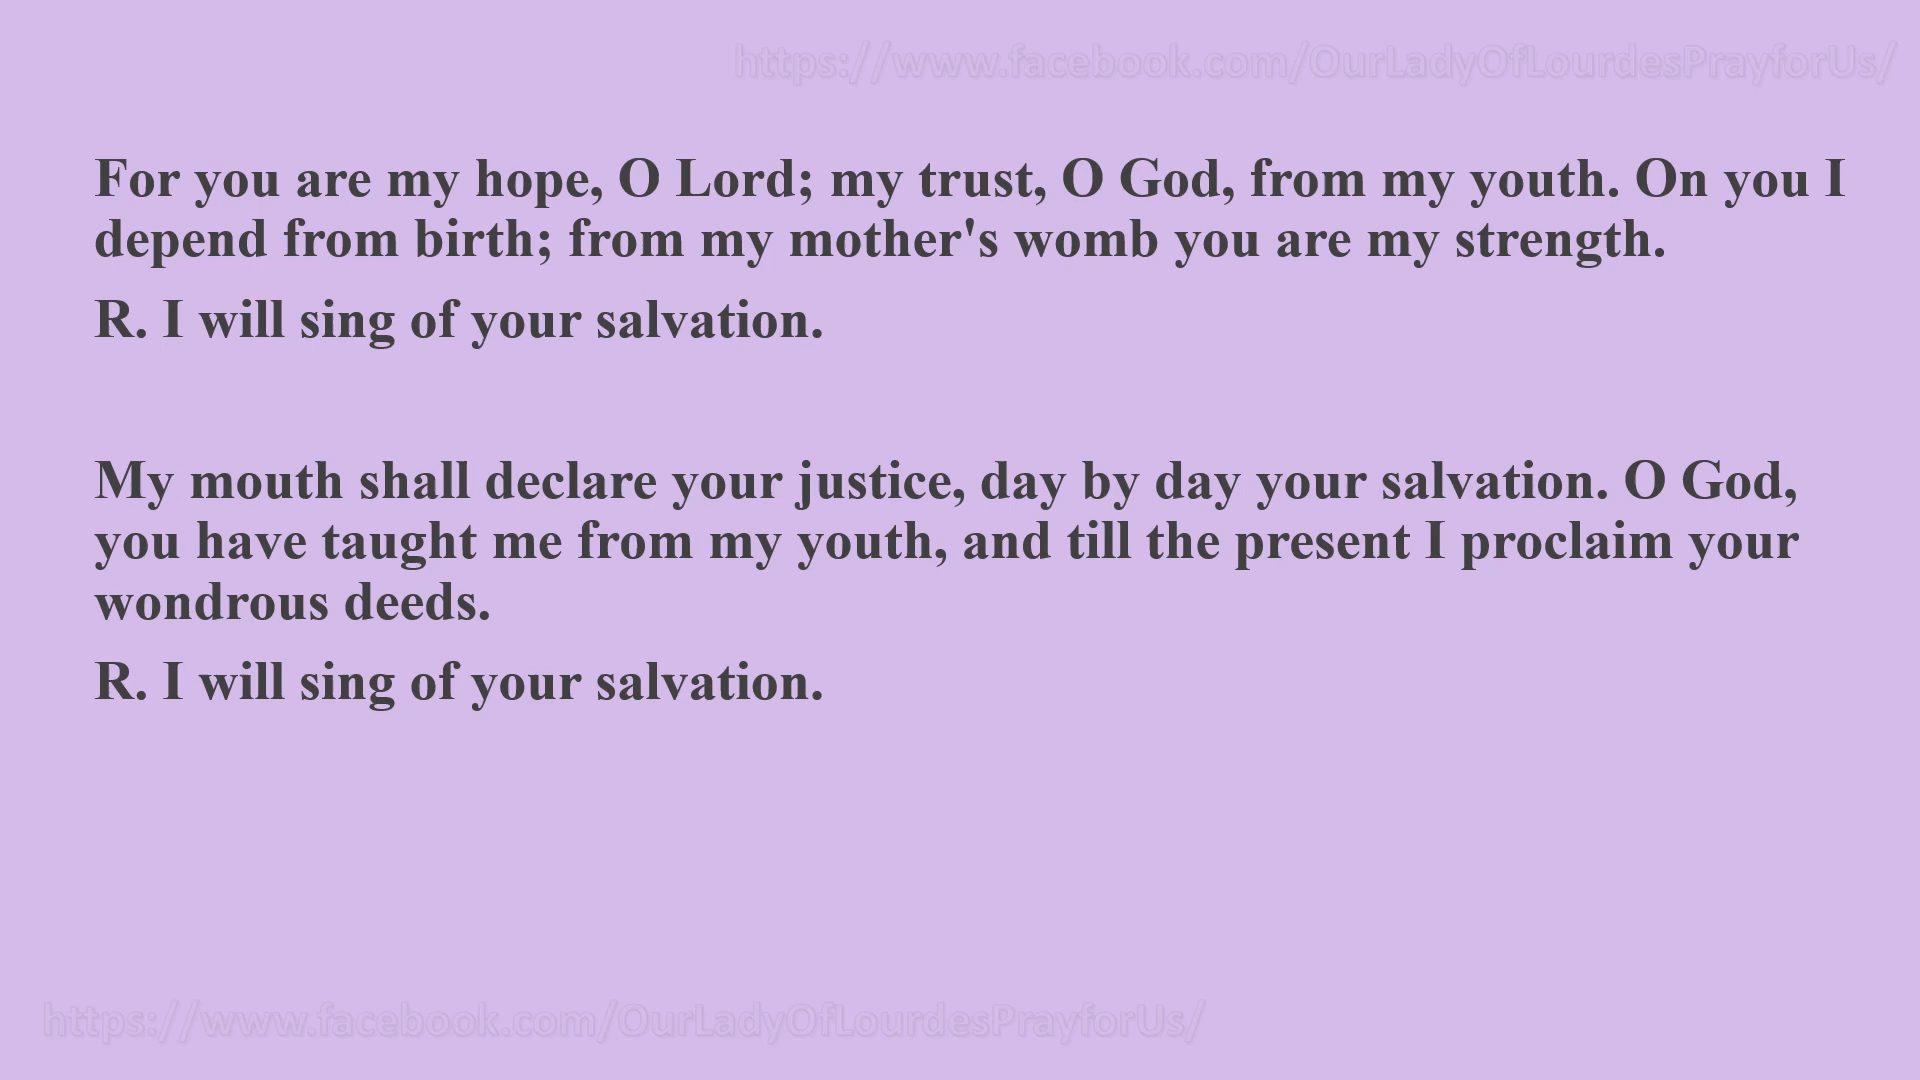 https://www.facebook.com/OurLadyOfLourdesPrayforUs/
For you are my hope, O Lord; my trust, O God, from my youth. On you I
depend from birth; from my mother's womb you are my strength.
R. I will sing of your salvation.
My mouth shall declare your justice, day by day your salvation. O God,
you have taught me from my youth, and till the present I proclaim your
wondrous deeds.
R. I will sing of your salvation.
https://www.facebook.com/OurLadyOfLourdesPrayforUs/